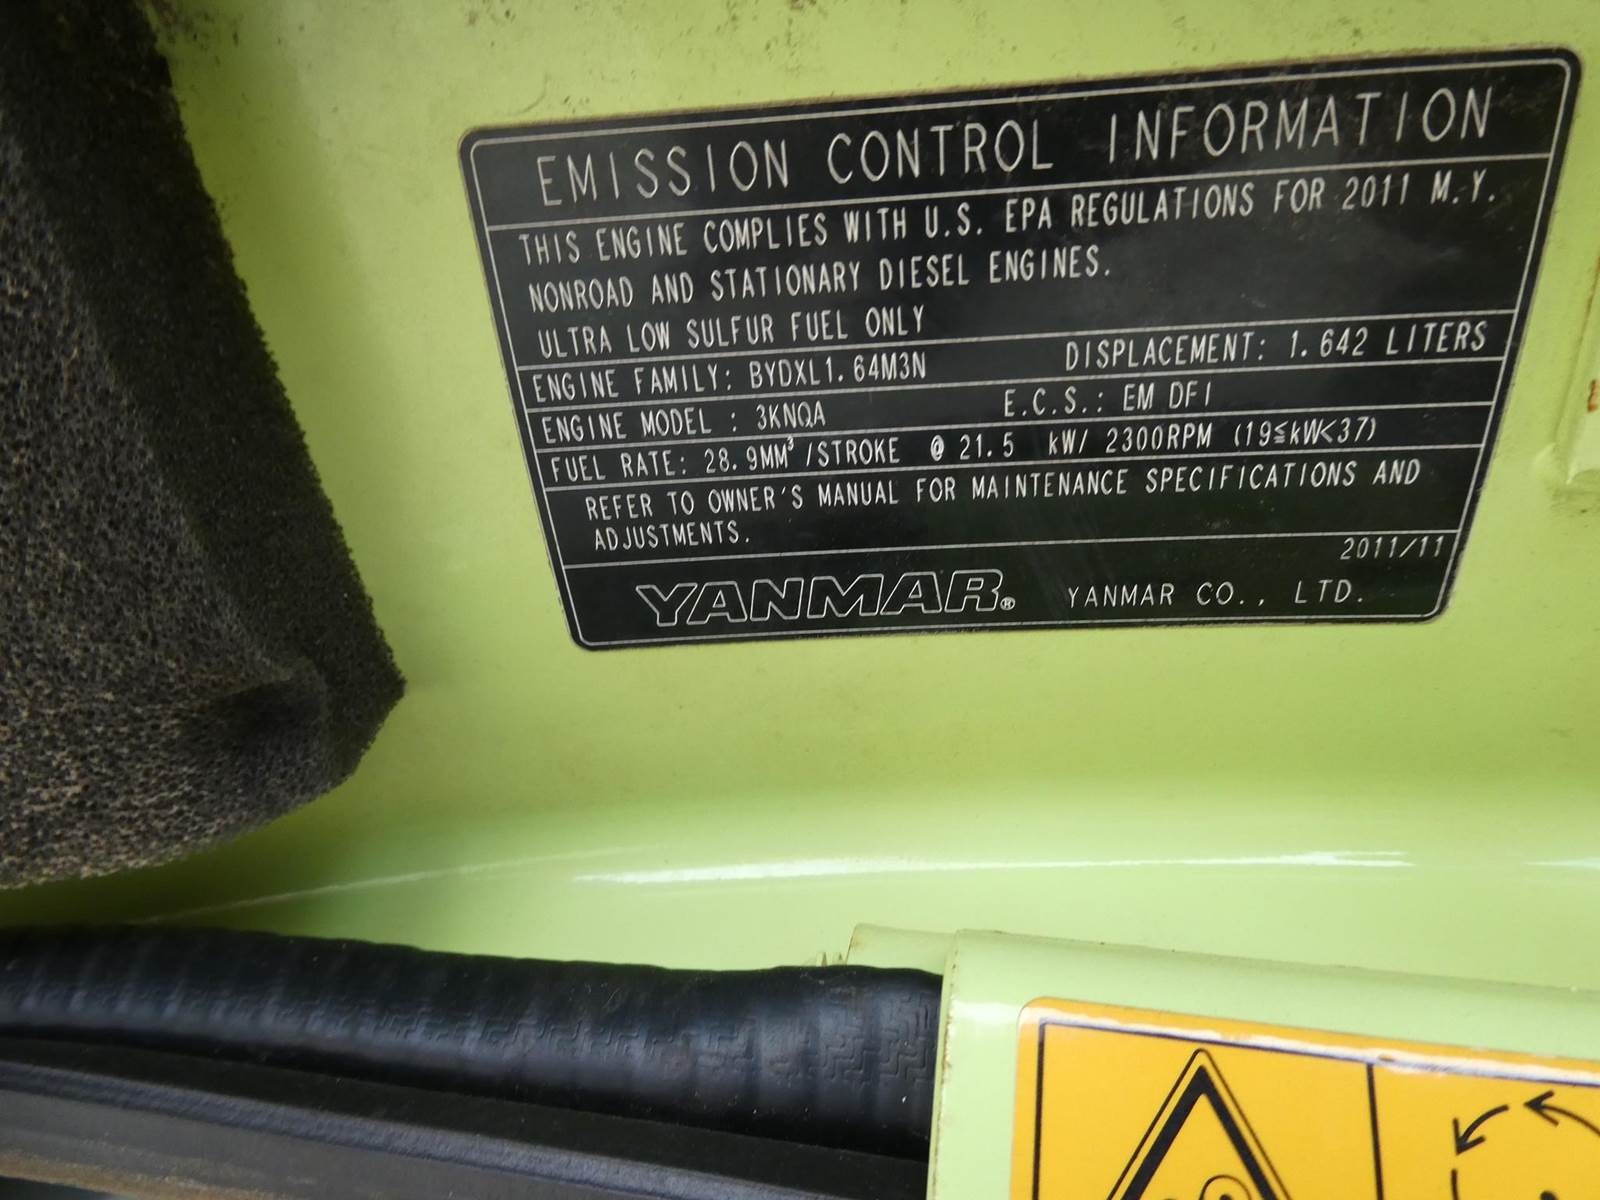 EMISSION CONTROL INFORMATION
THIS ENGINE COMPLIES WITH U.S. EPA REGULATIONS FOR 2011 M.Y.
NONROAD AND STATIONARY DIESEL ENGINES.
ULTRA LOW SULFUR FUEL ONLY
ENGINE FAMILY: BYDXL1.64M3N DISPLACEMENT: 1.642 LITERS
ENGINE MODEL : 3KNQA E.C.S.: EM DFI
FUEL RATE: 28.9MM³/STROKE @ 21.5 kW/ 2300RPM (19≦kW<37)
REFER TO OWNER'S MANUAL FOR MAINTENANCE SPECIFICATIONS AND
ADJUSTMENTS.
2011/11
YANMAR® YANMAR CO., LTD.